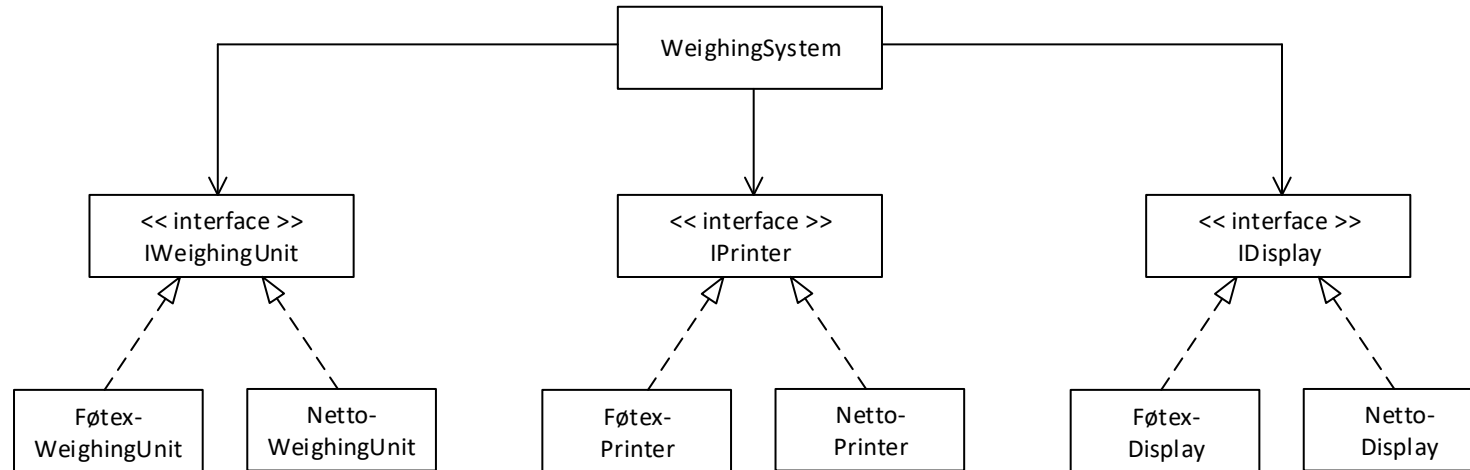 WeighingSystem
<< interface >>
IWeighingUnit
<< interface >>
IPrinter
<< interface >>
IDisplay
Føtex-
WeighingUnit
Netto-
WeighingUnit
Føtex-
Printer
Netto-
Printer
Føtex-
Display
Netto-
Display